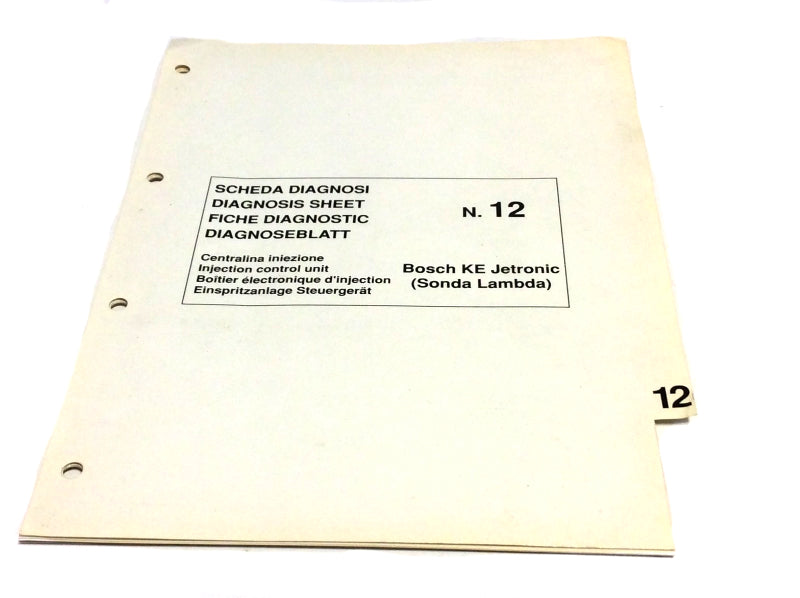 SCHEDA DIAGNOSI
DIAGNOSIS SHEET
FICHE DIAGNOSTIC
DIAGNOSEBLATT
N. 12
Centralina iniezione
Injection control unit
Boîtier électronique d'injection
Einspritzanlage Steuergerät
Bosch KE Jetronic
(Sonda Lambda)
12